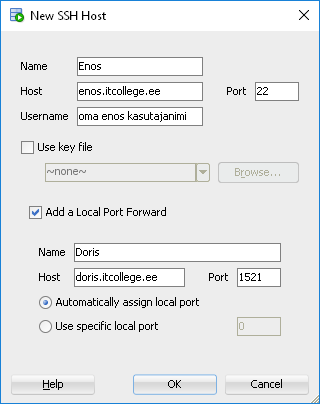 New SSH Host
Name Enos
Host enos.itcollege.ee Port 22
Username oma enos kasutajanimi
Use key file
~none~ Browse...
Add a Local Port Forward
Name Doris
Host doris.itcollege.ee Port 1521
Automatically assign local port
Use specific local port 0
Help OK Cancel